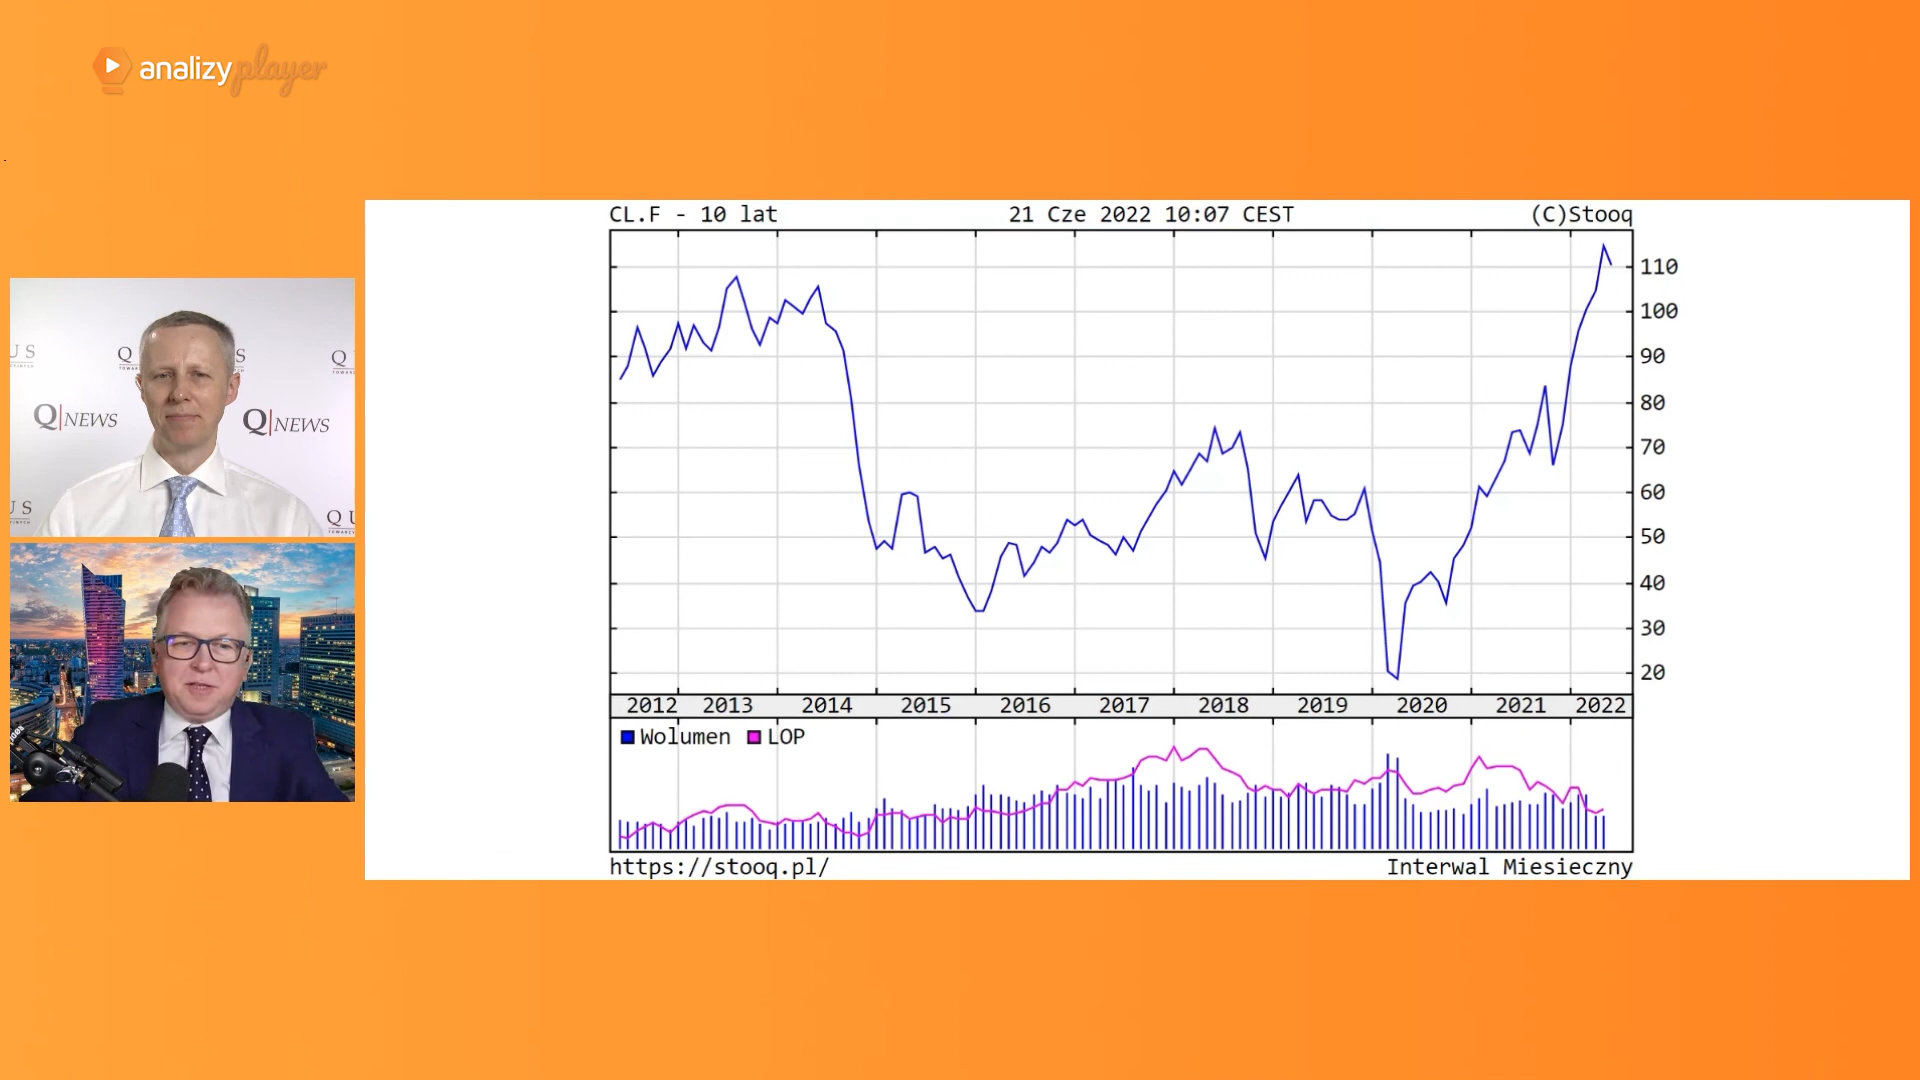 analizy player
CL.F - 10 lat 21 Cze 2022 10:07 CEST (C)Stooq
110
100
90
80
70
60
50
40
30
20
2012 2013 2014 2015 2016 2017 2018 2019 2020 2021 2022
Wolumen LOP
https://stooq.pl/ Interwal Miesieczny
U S Q S Q
Q|NEWS Q|NEWS
U S Q U